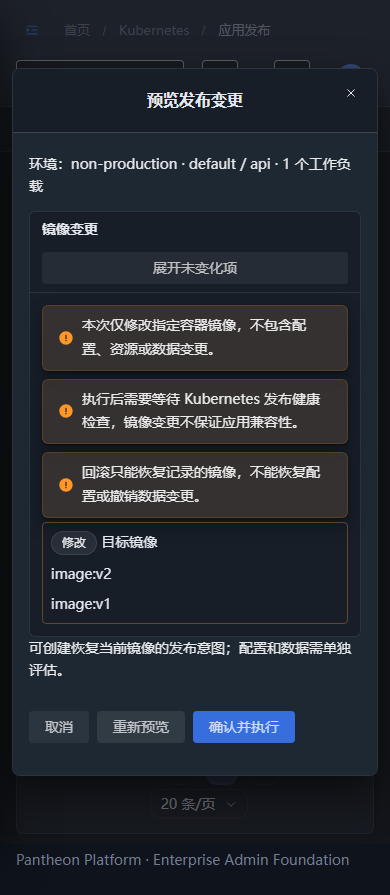 首页 / Kubernetes / 应用发布
预览发布变更
环境：non-production · default / api · 1 个工作负
载
镜像变更
展开未变化项
本次仅修改指定容器镜像，不包含配
置、资源或数据变更。
执行后需要等待 Kubernetes 发布健康
检查，镜像变更不保证应用兼容性。
回滚只能恢复记录的镜像，不能恢复配
置或撤销数据变更。
修改 目标镜像
image:v2
image:v1
可创建恢复当前镜像的发布意图；配置和数据需单独
评估。
取消 重新预览 确认并执行
20 条/页
Pantheon Platform · Enterprise Admin Foundation